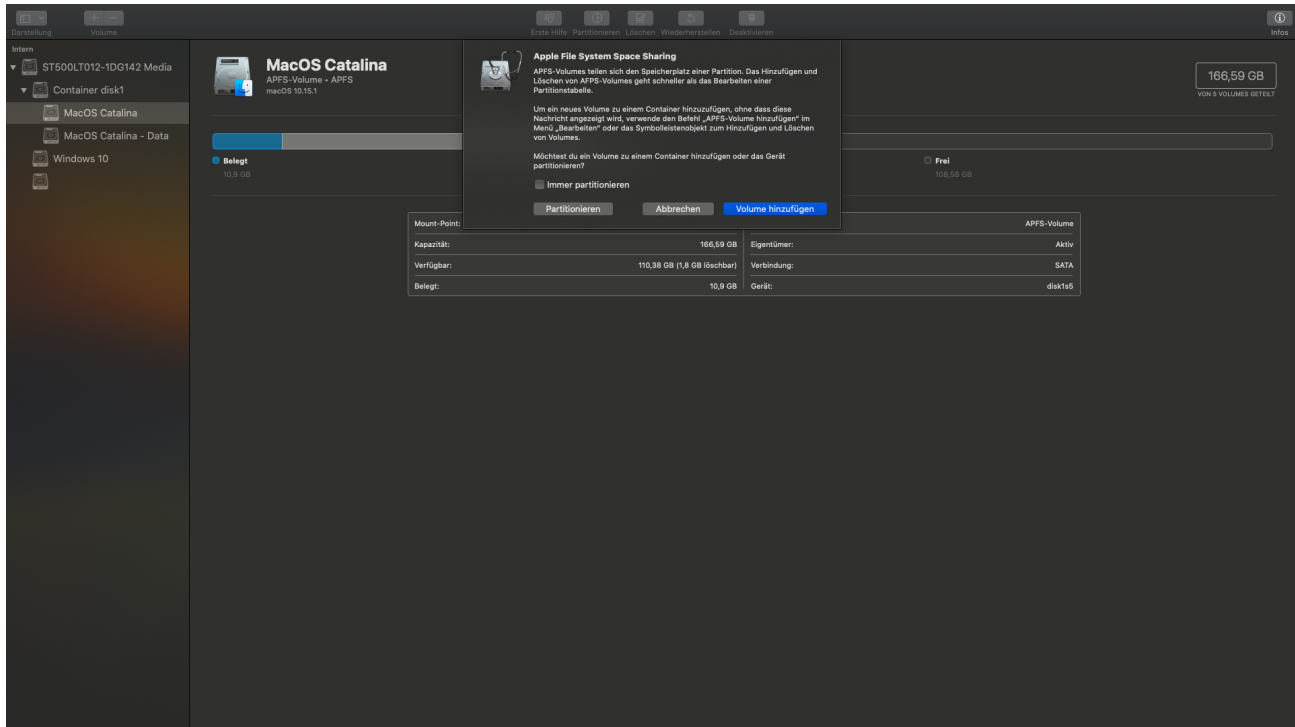 Darstellung
Volume
Erste Hilfe
Partitionieren
Löschen
Wiederherstellen
Deaktivieren
Infos
Intern
ST500LT012-1DG142 Media
Container disk1
MacOS Catalina
MacOS Catalina - Data
Windows 10
MacOS Catalina
APFS-Volume • APFS
macOS 10.15.1
166,59 GB
VON 5 VOLUMES GETEILT
Apple File System Space Sharing
APFS-Volumes teilen sich den Speicherplatz einer Partition. Das Hinzufügen und
Löschen von AFPS-Volumes geht schneller als das Bearbeiten einer
Partitionstabelle.
Um ein neues Volume zu einem Container hinzuzufügen, ohne dass diese
Nachricht angezeigt wird, verwende den Befehl „APFS-Volume hinzufügen“ im
Menü „Bearbeiten“ oder das Symbolleistenobjekt zum Hinzufügen und Löschen
von Volumes.
Möchtest du ein Volume zu einem Container hinzufügen oder das Gerät
partitionieren?
Immer partitionieren
Partitionieren
Abbrechen
Volume hinzufügen
Belegt
10,9 GB
Frei
108,58 GB
Mount-Point:
APFS-Volume
Kapazität:
166,59 GB
Eigentümer:
Aktiv
Verfügbar:
110,38 GB (1,8 GB löschbar)
Verbindung:
SATA
Belegt:
10,9 GB
Gerät:
disk1s5